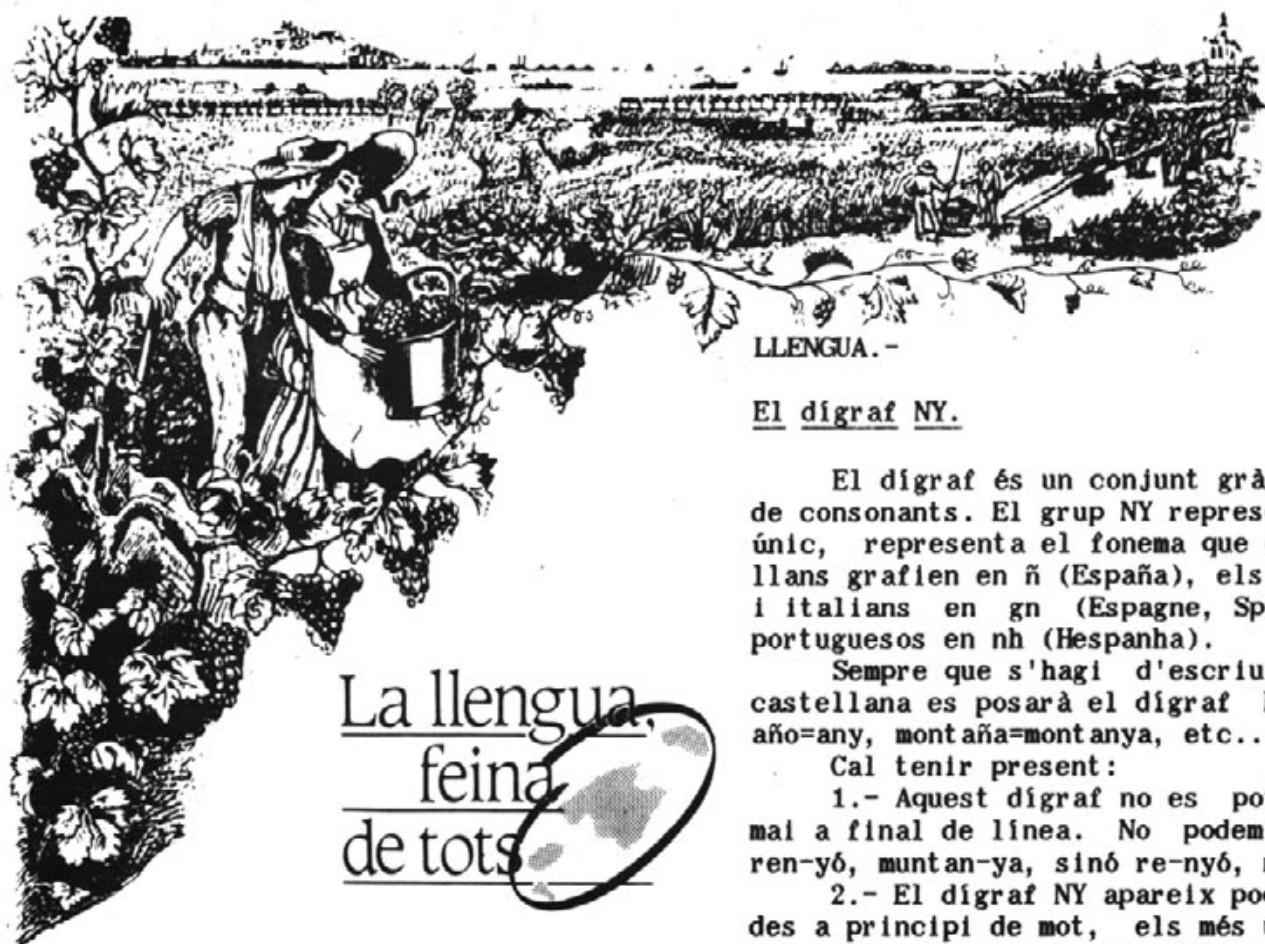 LLENGUA.-
El dígraf NY.
El dígraf és un conjunt grà
de consonants. El grup NY repres
únic, representa el fonema que
llans grafien en ñ (España), els
i italians en gn (Espagne, Sp
portuguesos en nh (Hespanha).
Sempre que s'hagi d'escriu
castellana es posarà el dígraf
año=any, montaña=montanya, etc..
Cal tenir present:
1.- Aquest dígraf no es po
mai a final de línea. No podem
ren-yó, muntan-ya, sinó re-nyó,
2.- El dígraf NY apareix po
des a principi de mot, els més
La llengua,
feina
de tots